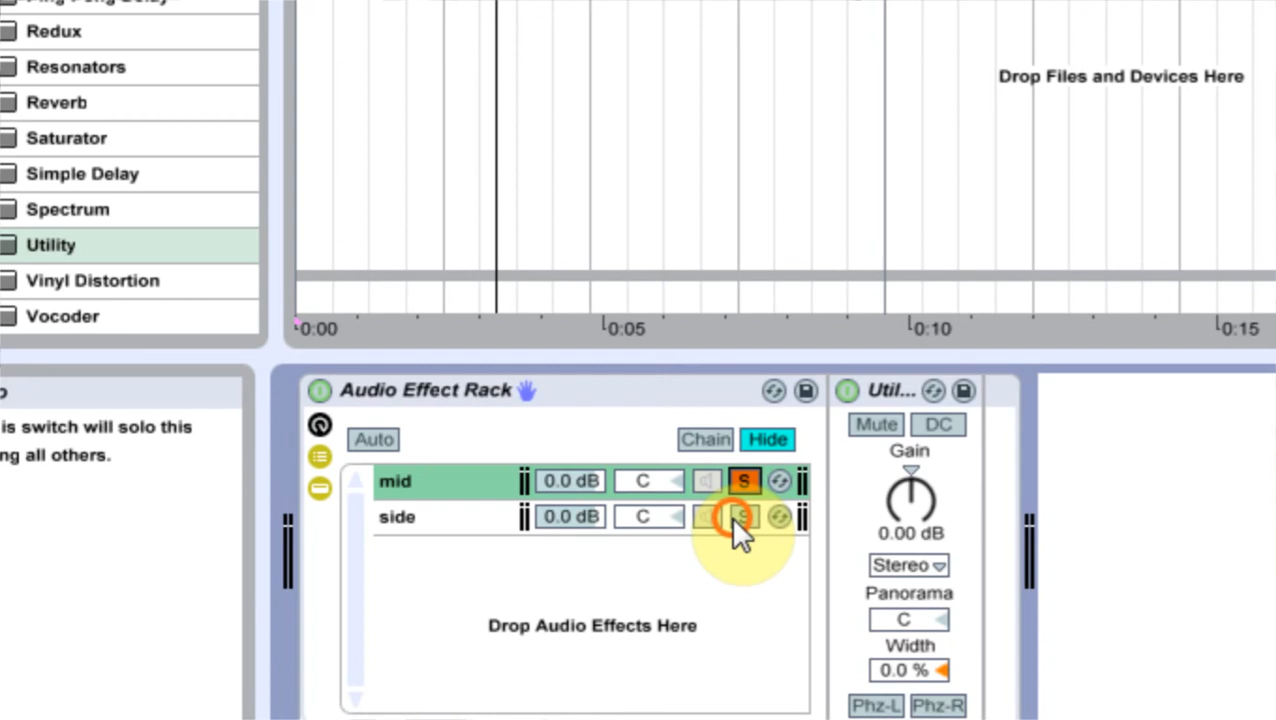 Redux
Resonators
Reverb
Saturator
Simple Delay
Spectrum
Utility
Vinyl Distortion
Vocoder
Drop Files and Devices Here
0:00
0:05
0:10
0:15
is switch will solo this
ng all others.
Audio Effect Rack
Auto
Chain
Hide
mid
0.0 dB
C
S
side
0.0 dB
C
S
Drop Audio Effects Here
Util...
Mute
DC
Gain
0.00 dB
Stereo
Panorama
C
Width
0.0 %
Phz-L
Phz-R